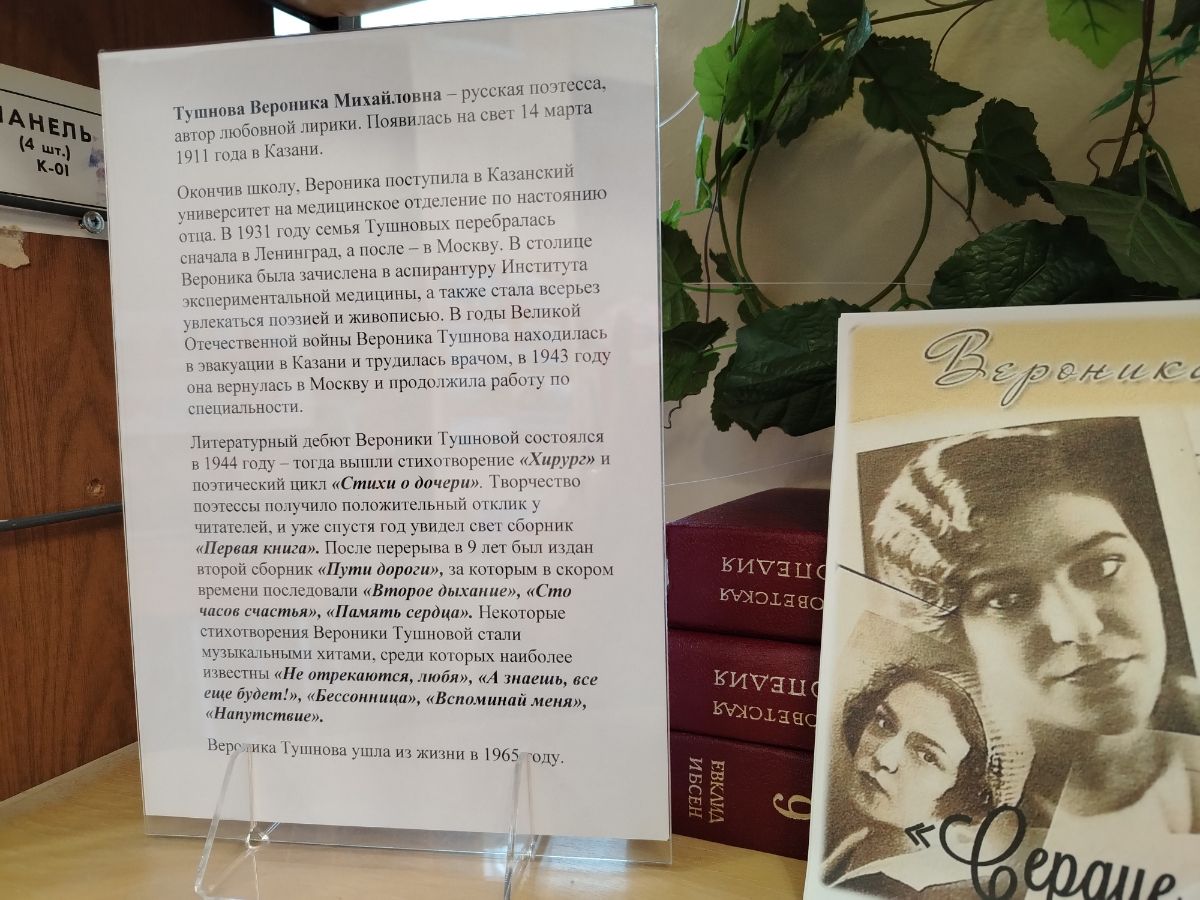 ПАНЕЛЬ
(4 шт.)
К-01
Тушнова Вероника Михайловна – русская поэтесса,
автор любовной лирики. Появилась на свет 14 марта
1911 года в Казани.
Окончив школу, Вероника поступила в Казанский
университет на медицинское отделение по настоянию
отца. В 1931 году семья Тушновых перебралась
сначала в Ленинград, а после – в Москву. В столице
Вероника была зачислена в аспирантуру Института
экспериментальной медицины, а также стала всерьез
увлекаться поэзией и живописью. В годы Великой
Отечественной войны Вероника Тушнова находилась
в эвакуации в Казани и трудилась врачом, в 1943 году
она вернулась в Москву и продолжила работу по
специальности.
Литературный дебют Вероники Тушновой состоялся
в 1944 году – тогда вышли стихотворение «Хирург» и
поэтический цикл «Стихи о дочери». Творчество
поэтессы получило положительный отклик у
читателей, и уже спустя год увидел свет сборник
«Первая книга». После перерыва в 9 лет был издан
второй сборник «Пути дороги», за которым в скором
времени последовали «Второе дыхание», «Сто
часов счастья», «Память сердца». Некоторые
стихотворения Вероники Тушновой стали
музыкальными хитами, среди которых наиболее
известны «Не отрекаются, любя», «А знаешь, все
еще будет!», «Бессонница», «Вспоминай меня»,
«Напутствие».
Вероника Тушнова ушла из жизни в 1965 году.
ОПЕДИЯ
ОВЕТСКАЯ
ОПЕДИЯ
ОВЕТСКАЯ
ЕВКЛИД
ИБСЕН
9
Вероника
«Сердце